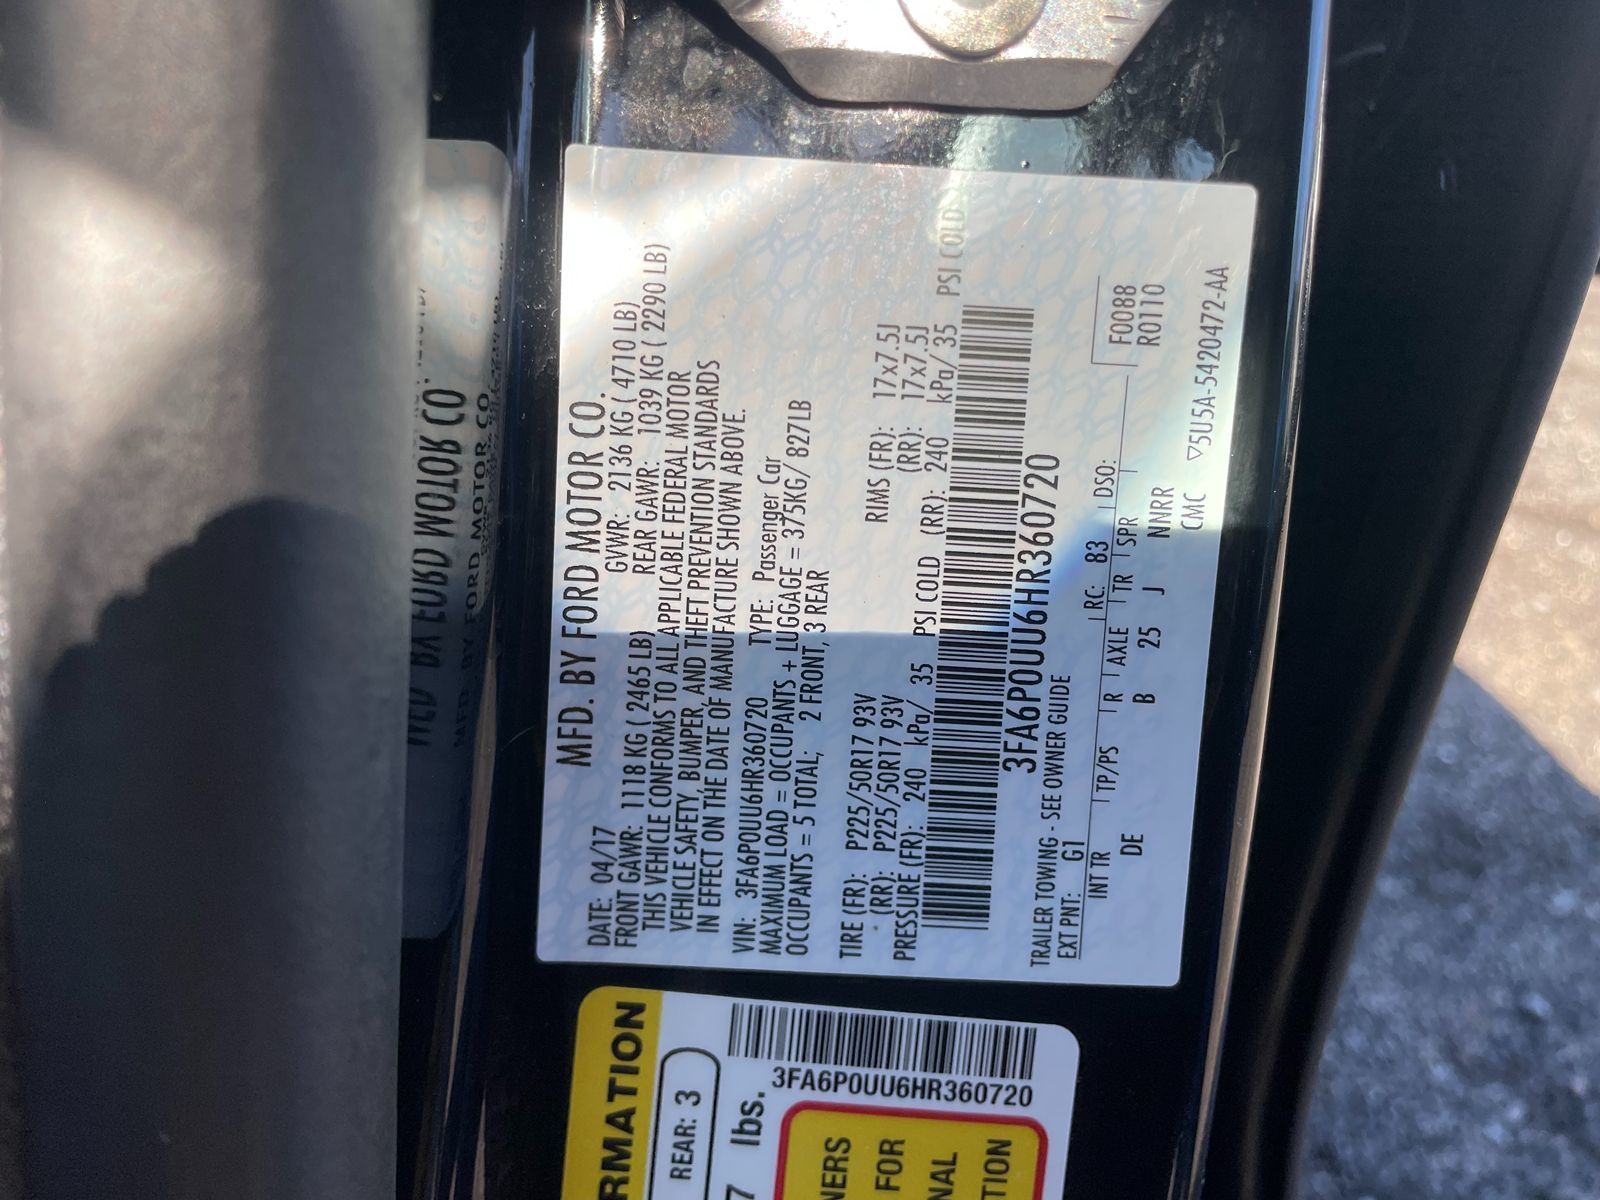 MFD. BY FORD MOTOR CO.
DATE: 04/17 GVWR: 2136 KG ( 4710 LB)
FRONT GAWR: 1118 KG ( 2465 LB) REAR GAWR: 1039 KG ( 2290 LB)
THIS VEHICLE CONFORMS TO ALL APPLICABLE FEDERAL MOTOR
VEHICLE SAFETY, BUMPER, AND THEFT PREVENTION STANDARDS
IN EFFECT ON THE DATE OF MANUFACTURE SHOWN ABOVE.
VIN: 3FA6P0UU6HR360720 TYPE: Passenger Car
MAXIMUM LOAD = OCCUPANTS + LUGGAGE = 375KG/ 827LB
OCCUPANTS = 5 TOTAL; 2 FRONT, 3 REAR
TIRE (FR): P225/50R17 93V RIMS (FR): 17x7.5J
(RR): P225/50R17 93V (RR): 17x7.5J
PRESSURE (FR): 240 kPa/ 35 PSI COLD (RR): 240 kPa/ 35 PSI COLD
3FA6P0UU6HR360720
TRAILER TOWING - SEE OWNER GUIDE
EXT PNT: G1 RC: 83 DSO: F0088
INT TR TP/PS R AXLE TR SPR R0110
DE B 25 J NNRR
CMC ▽5U5A-5420472-AA
RMATION
REAR: 3
7 lbs.
3FA6P0UU6HR360720
NERS
FOR
NAL
TION
MFD. BY FORD MOTOR CO.